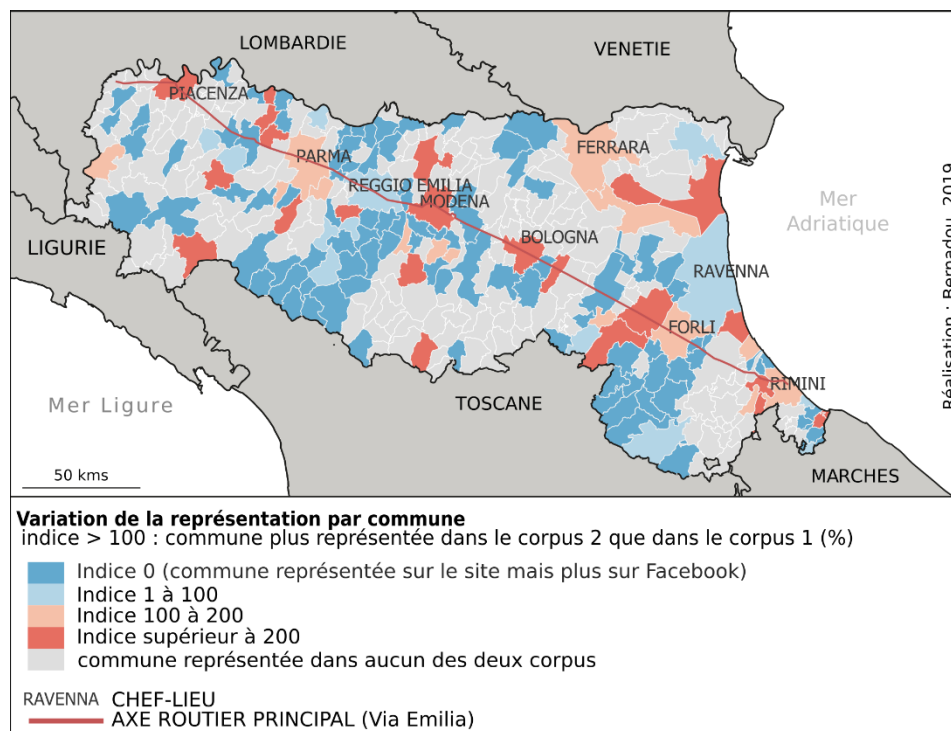 LOMBARDIE
VENETIE
PIACENZA
FERRARA
PARMA
REGGIO EMILIA
MODENA
Mer
Adriatique
BOLOGNA
LIGURIE
RAVENNA
FORLI
RIMINI
Mer Ligure
TOSCANE
MARCHES
50 kms
Réalisation : Bernadou, 2019
Variation de la représentation par commune
indice > 100 : commune plus représentée dans le corpus 2 que dans le corpus 1 (%)
Indice 0 (commune représentée sur le site mais plus sur Facebook)
Indice 1 à 100
Indice 100 à 200
Indice supérieur à 200
commune représentée dans aucun des deux corpus
RAVENNA CHEF-LIEU
AXE ROUTIER PRINCIPAL (Via Emilia)